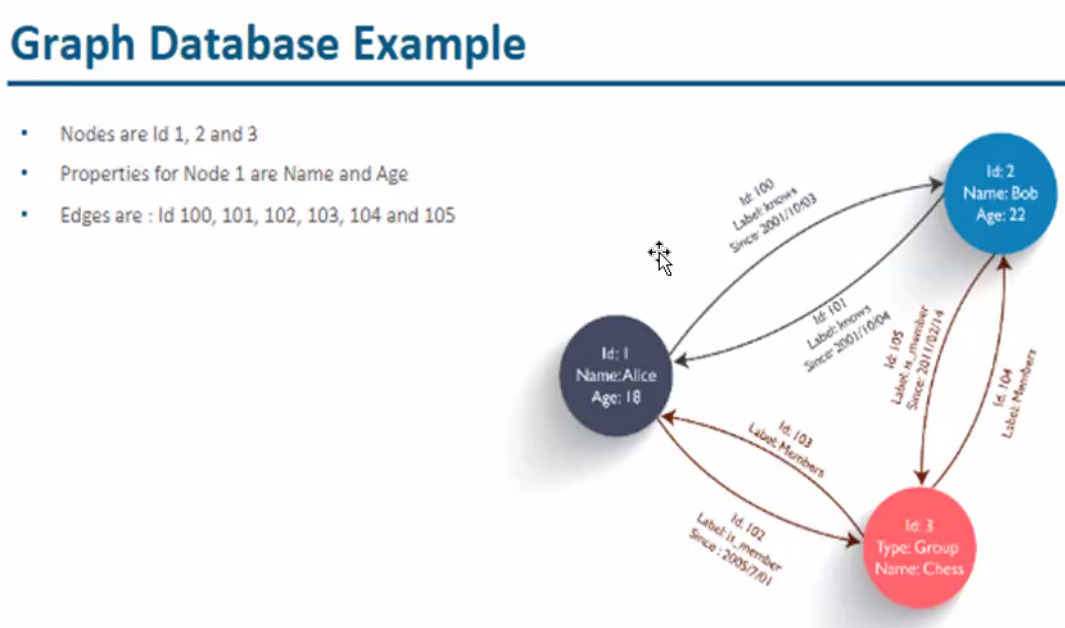 Graph Database Example
• Nodes are Id 1, 2 and 3
• Properties for Node 1 are Name and Age
• Edges are : Id 100, 101, 102, 103, 104 and 105
Id: 2
Name: Bob
Age: 22
Id: 100
Label: knows
Since: 2001/10/03
Id: 101
Label: knows
Since: 2001/10/04
Id: 1
Name:Alice
Age: 18
Id: 105
Label: is_member
Since: 2011/02/14
Id: 104
Label: Members
Id: 103
Label: Members
Id: 102
Label: is_member
Since : 2005/7/01
Id: 3
Type: Group
Name: Chess